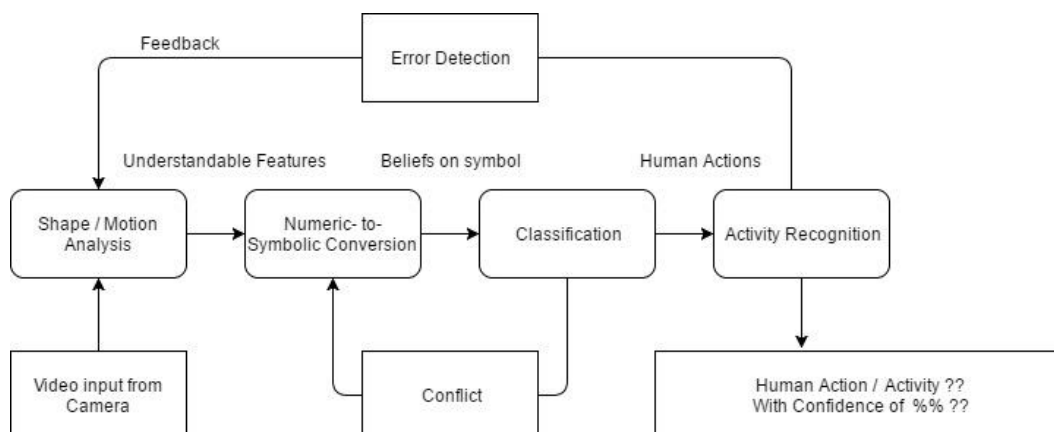 Feedback
Error Detection
Understandable Features
Beliefs on symbol
Human Actions
Shape / Motion
Analysis
Numeric- to-
Symbolic Conversion
Classification
Activity Recognition
Video input from
Camera
Conflict
Human Action / Activity ??
With Confidence of %% ??